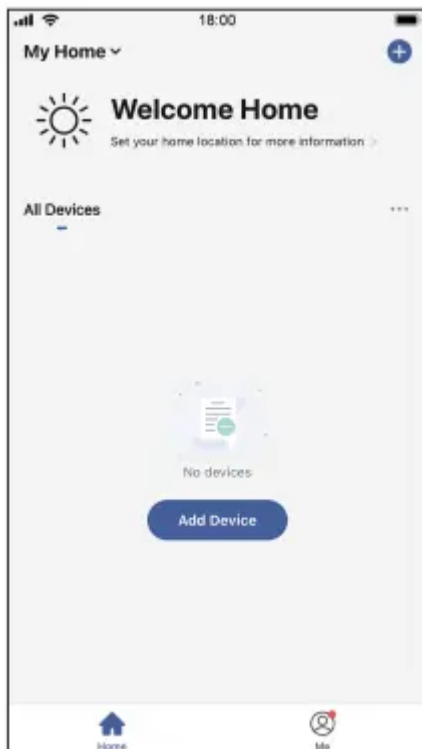 18:00
My Home
Welcome Home
Set your home location for more information
All Devices
No devices
Add Device
Home
Me